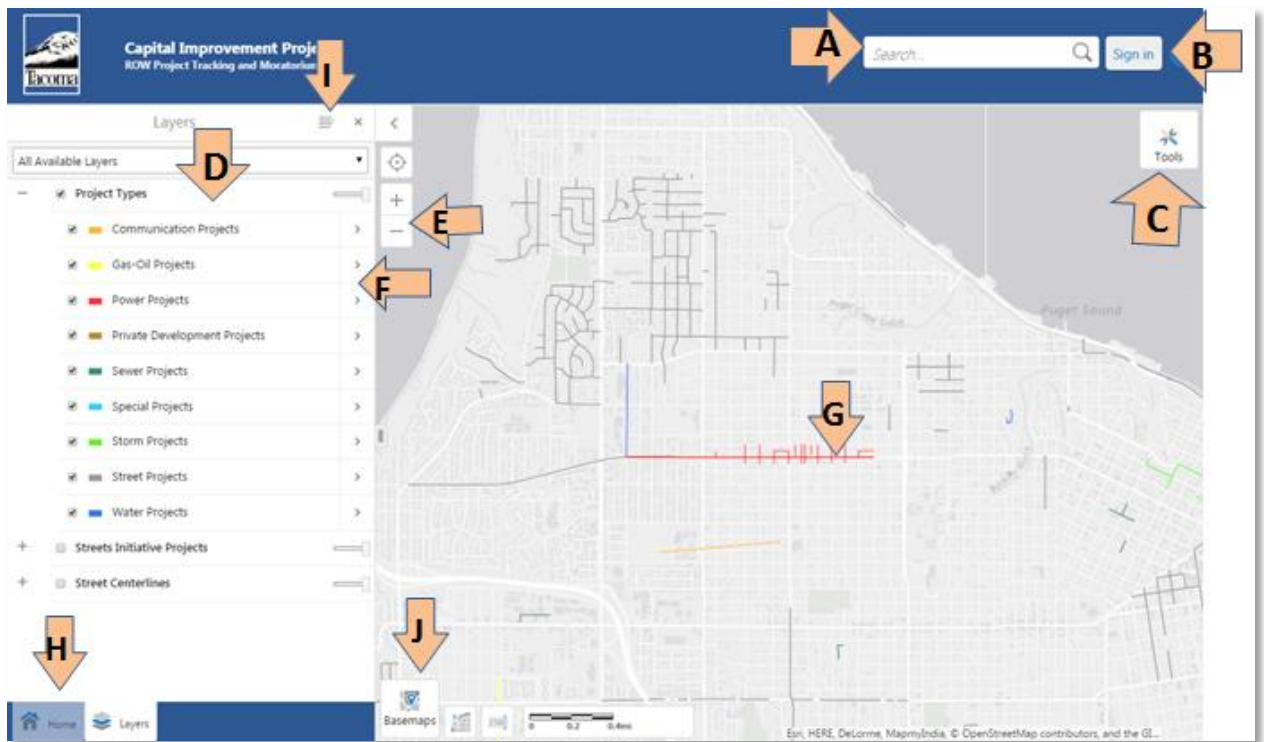 Tacoma
Capital Improvement Proje
ROW Project Tracking and Moratorium
A
Search...
Sign in
B
I
Layers
D
All Available Layers
Project Types
Communication Projects
Gas-Oil Projects
Power Projects
Private Development Projects
Sewer Projects
Special Projects
Storm Projects
Street Projects
Water Projects
Streets Initiative Projects
Street Centerlines
E
F
Tools
C
Puget Sound
G
H
Home
Layers
J
Basemaps
0 0.2 0.4mi
Esri, HERE, DeLorme, MapmyIndia, © OpenStreetMap contributors, and the GI...